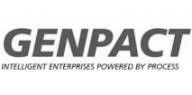 GENPACT
INTELLIGENT ENTERPRISES POWERED BY PROCESS